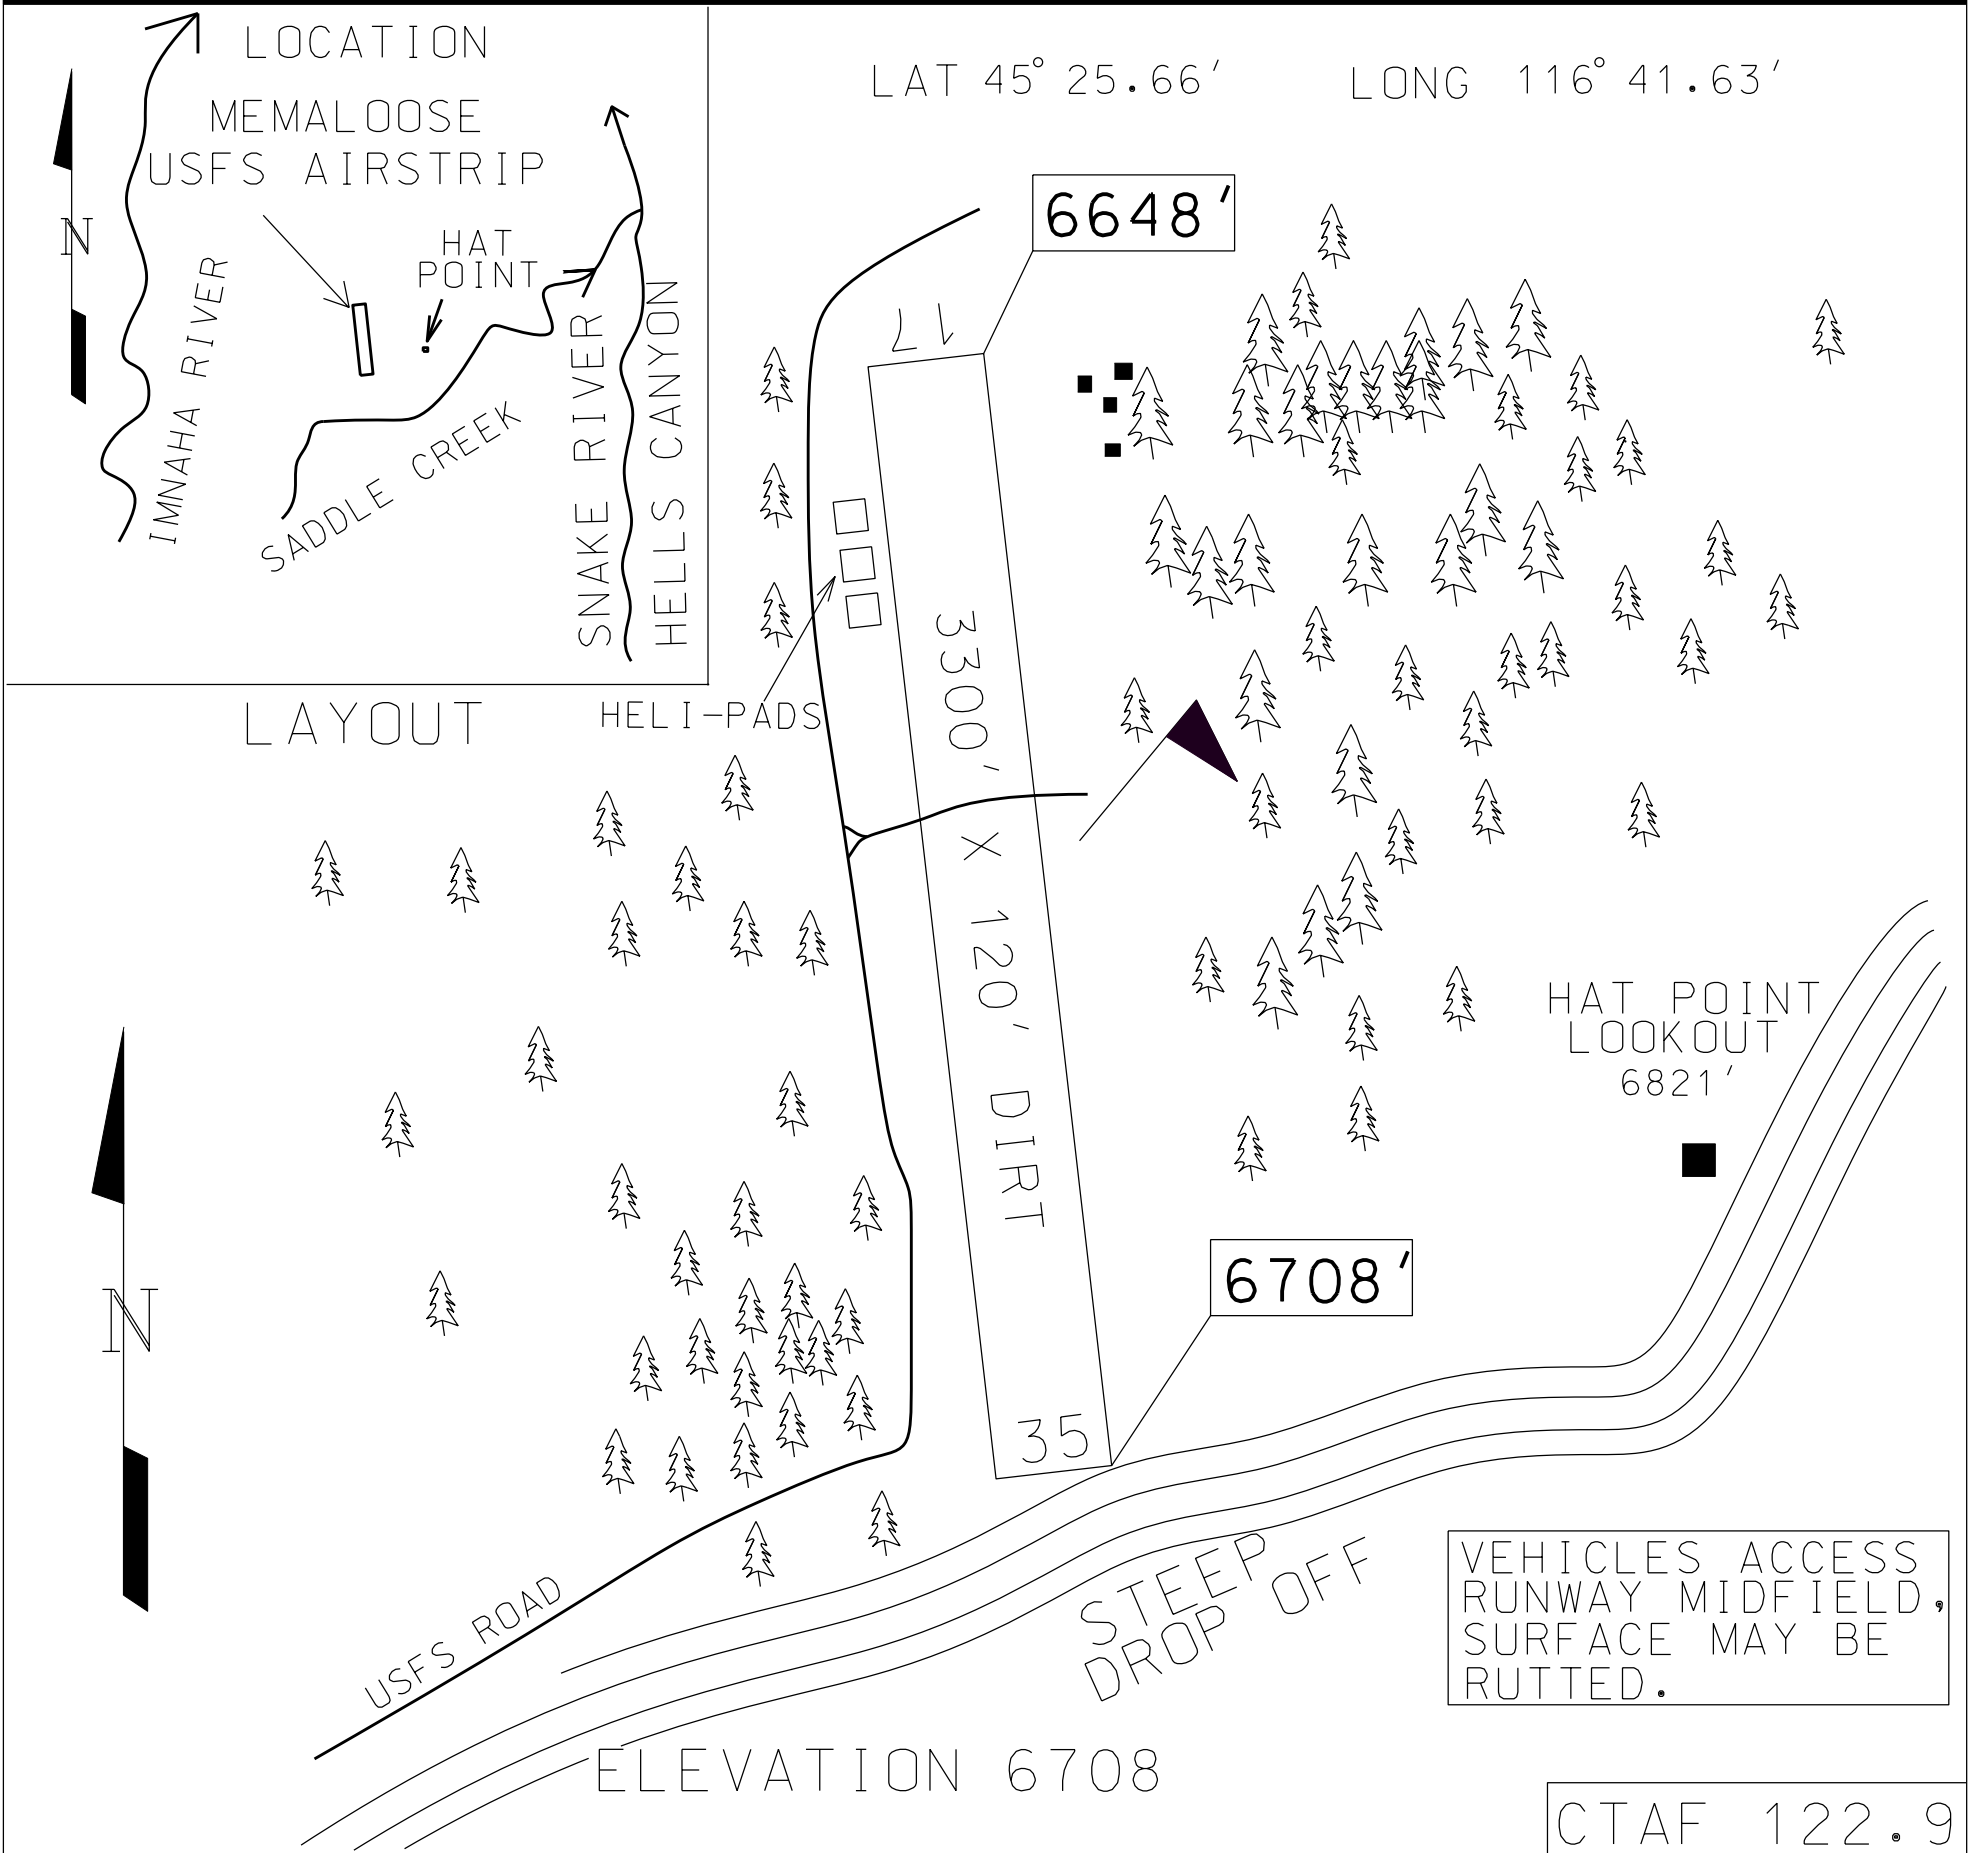 LOCATION
MEMALOOSE
USFS AIRSTRIP
N
HAT
POINT
IMNAHA RIVER
SADDLE CREEK
SNAKE RIVER
HELLS CANYON
LAT 45° 25.66'
LONG 116° 41.63'
6648'
17
LAYOUT
HELI-PADS
3300' X 120' DIRT
HAT POINT
LOOKOUT
6821'
N
6708'
35
USFS ROAD
STEEP
DROP OFF
VEHICLES ACCESS
RUNWAY MIDFIELD,
SURFACE MAY BE
RUTTED.
ELEVATION 6708
CTAF 122.9